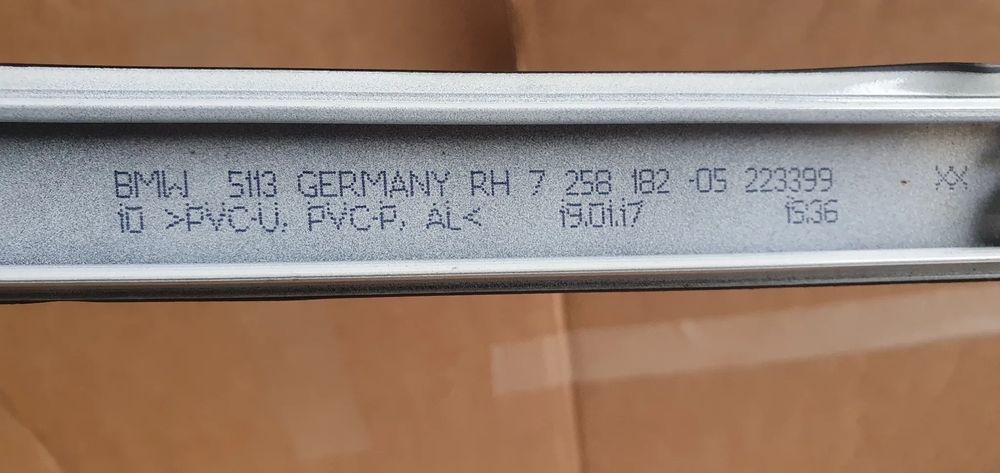 BMW 5113 GERMANY RH 7 258 182 -05 223399 XX
10 >PVC-U, PVC-P, AL< 19.01.17 15:36